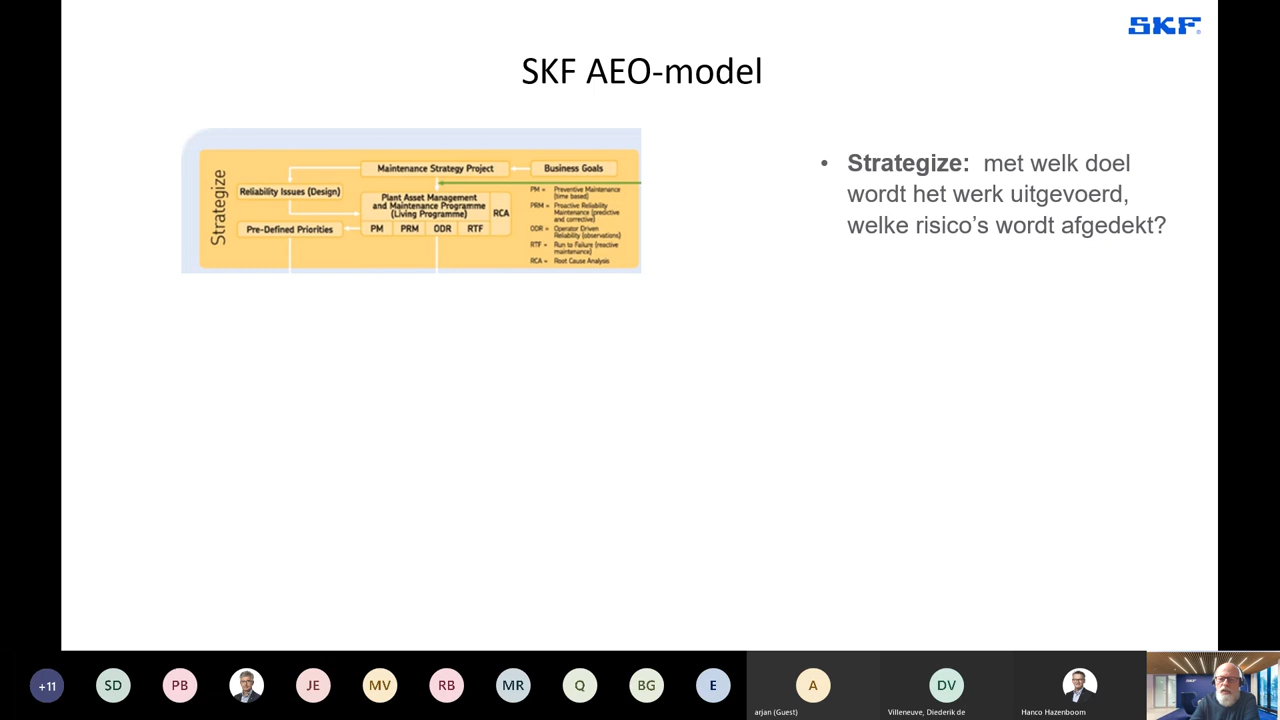 SKF
SKF AEO-model
Strategize
Maintenance Strategy Project
Business Goals
Reliability Issues (Design)
Plant Asset Management
and Maintenance Programme
(Living Programme)
RCA
Pre-Defined Priorities
PM
PRM
ODR
RTF
PM = Preventive Maintenance
(time based)
PRM = Proactive Reliability
Maintenance (predictive
and corrective)
ODR = Operator Driven
Reliability (observations)
RTF = Run to Failure (reactive
maintenance)
RCA = Root Cause Analysis
• Strategize: met welk doel
wordt het werk uitgevoerd,
welke risico's wordt afgedekt?
+11
SD
PB
JE
MV
RB
MR
Q
BG
E
A
arjan (Guest)
DV
Villeneuve, Diederik de
Hanco Hazenboom
SKF